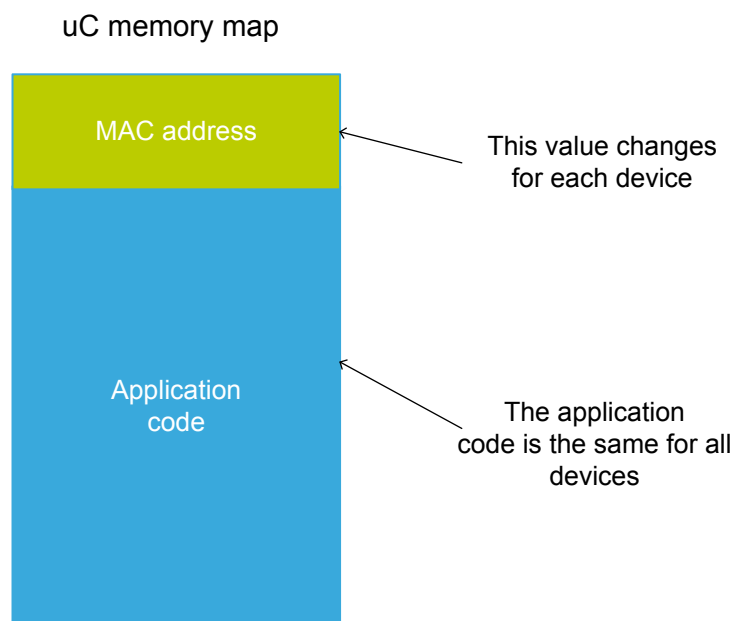 uC memory map
MAC address
This value changes
for each device
Application
code
The application
code is the same for all
devices